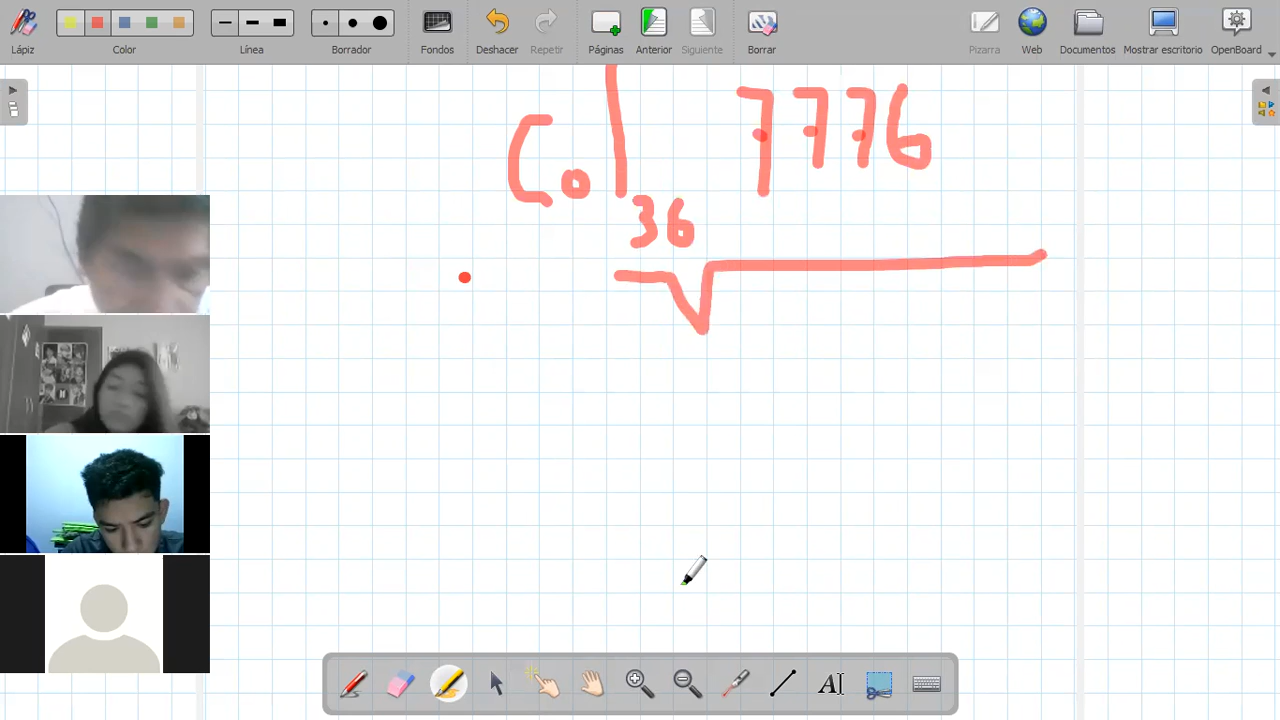 Lápiz Color Línea Borrador Fondos Deshacer Repetir Páginas Anterior Siguiente Borrar Pizarra Web Documentos Mostrar escritorio OpenBoard
7776
Co
36
AI